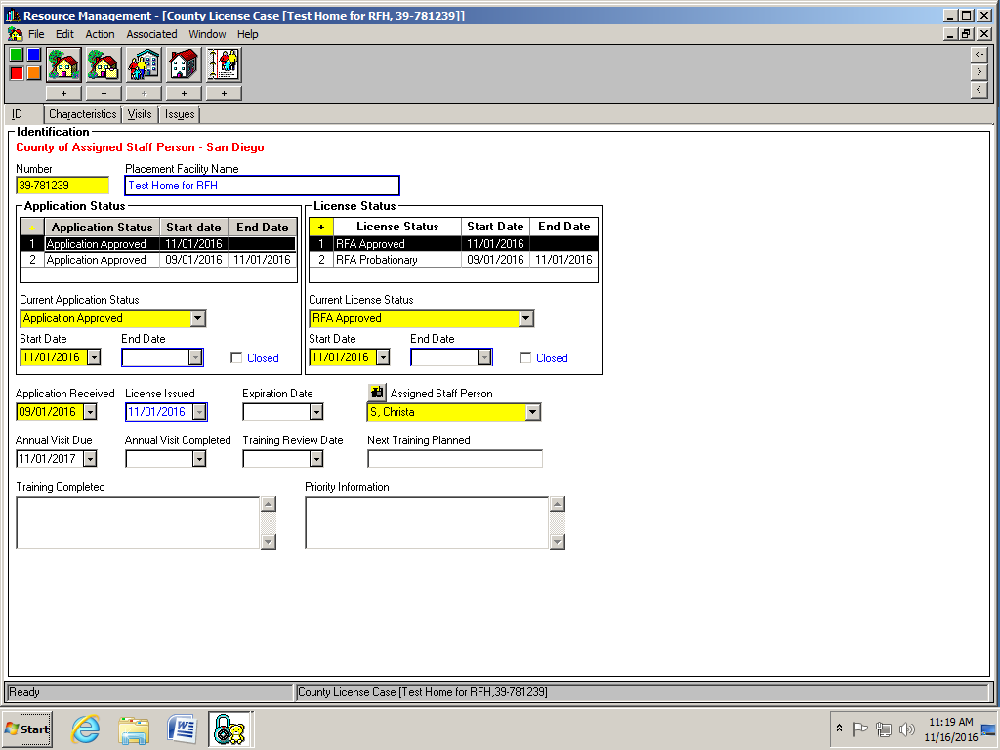 Resource Management - [County License Case [Test Home for RFH, 39-781239]]
File Edit Action Associated Window Help
+ + + + +
ID Characteristics Visits Issues
Identification
County of Assigned Staff Person - San Diego
Number Placement Facility Name
39-781239 Test Home for RFH
Application Status
+ Application Status Start date End Date
1 Application Approved 11/01/2016
2 Application Approved 09/01/2016 11/01/2016
Current Application Status
Application Approved
Start Date End Date
11/01/2016 Closed
License Status
+ License Status Start Date End Date
1 RFA Approved 11/01/2016
2 RFA Probationary 09/01/2016 11/01/2016
Current License Status
RFA Approved
Start Date End Date
11/01/2016 Closed
Application Received License Issued Expiration Date Assigned Staff Person
09/01/2016 11/01/2016 S, Christa
Annual Visit Due Annual Visit Completed Training Review Date Next Training Planned
11/01/2017
Training Completed Priority Information
Ready County License Case [Test Home for RFH,39-781239]
Start 11:19 AM
11/16/2016